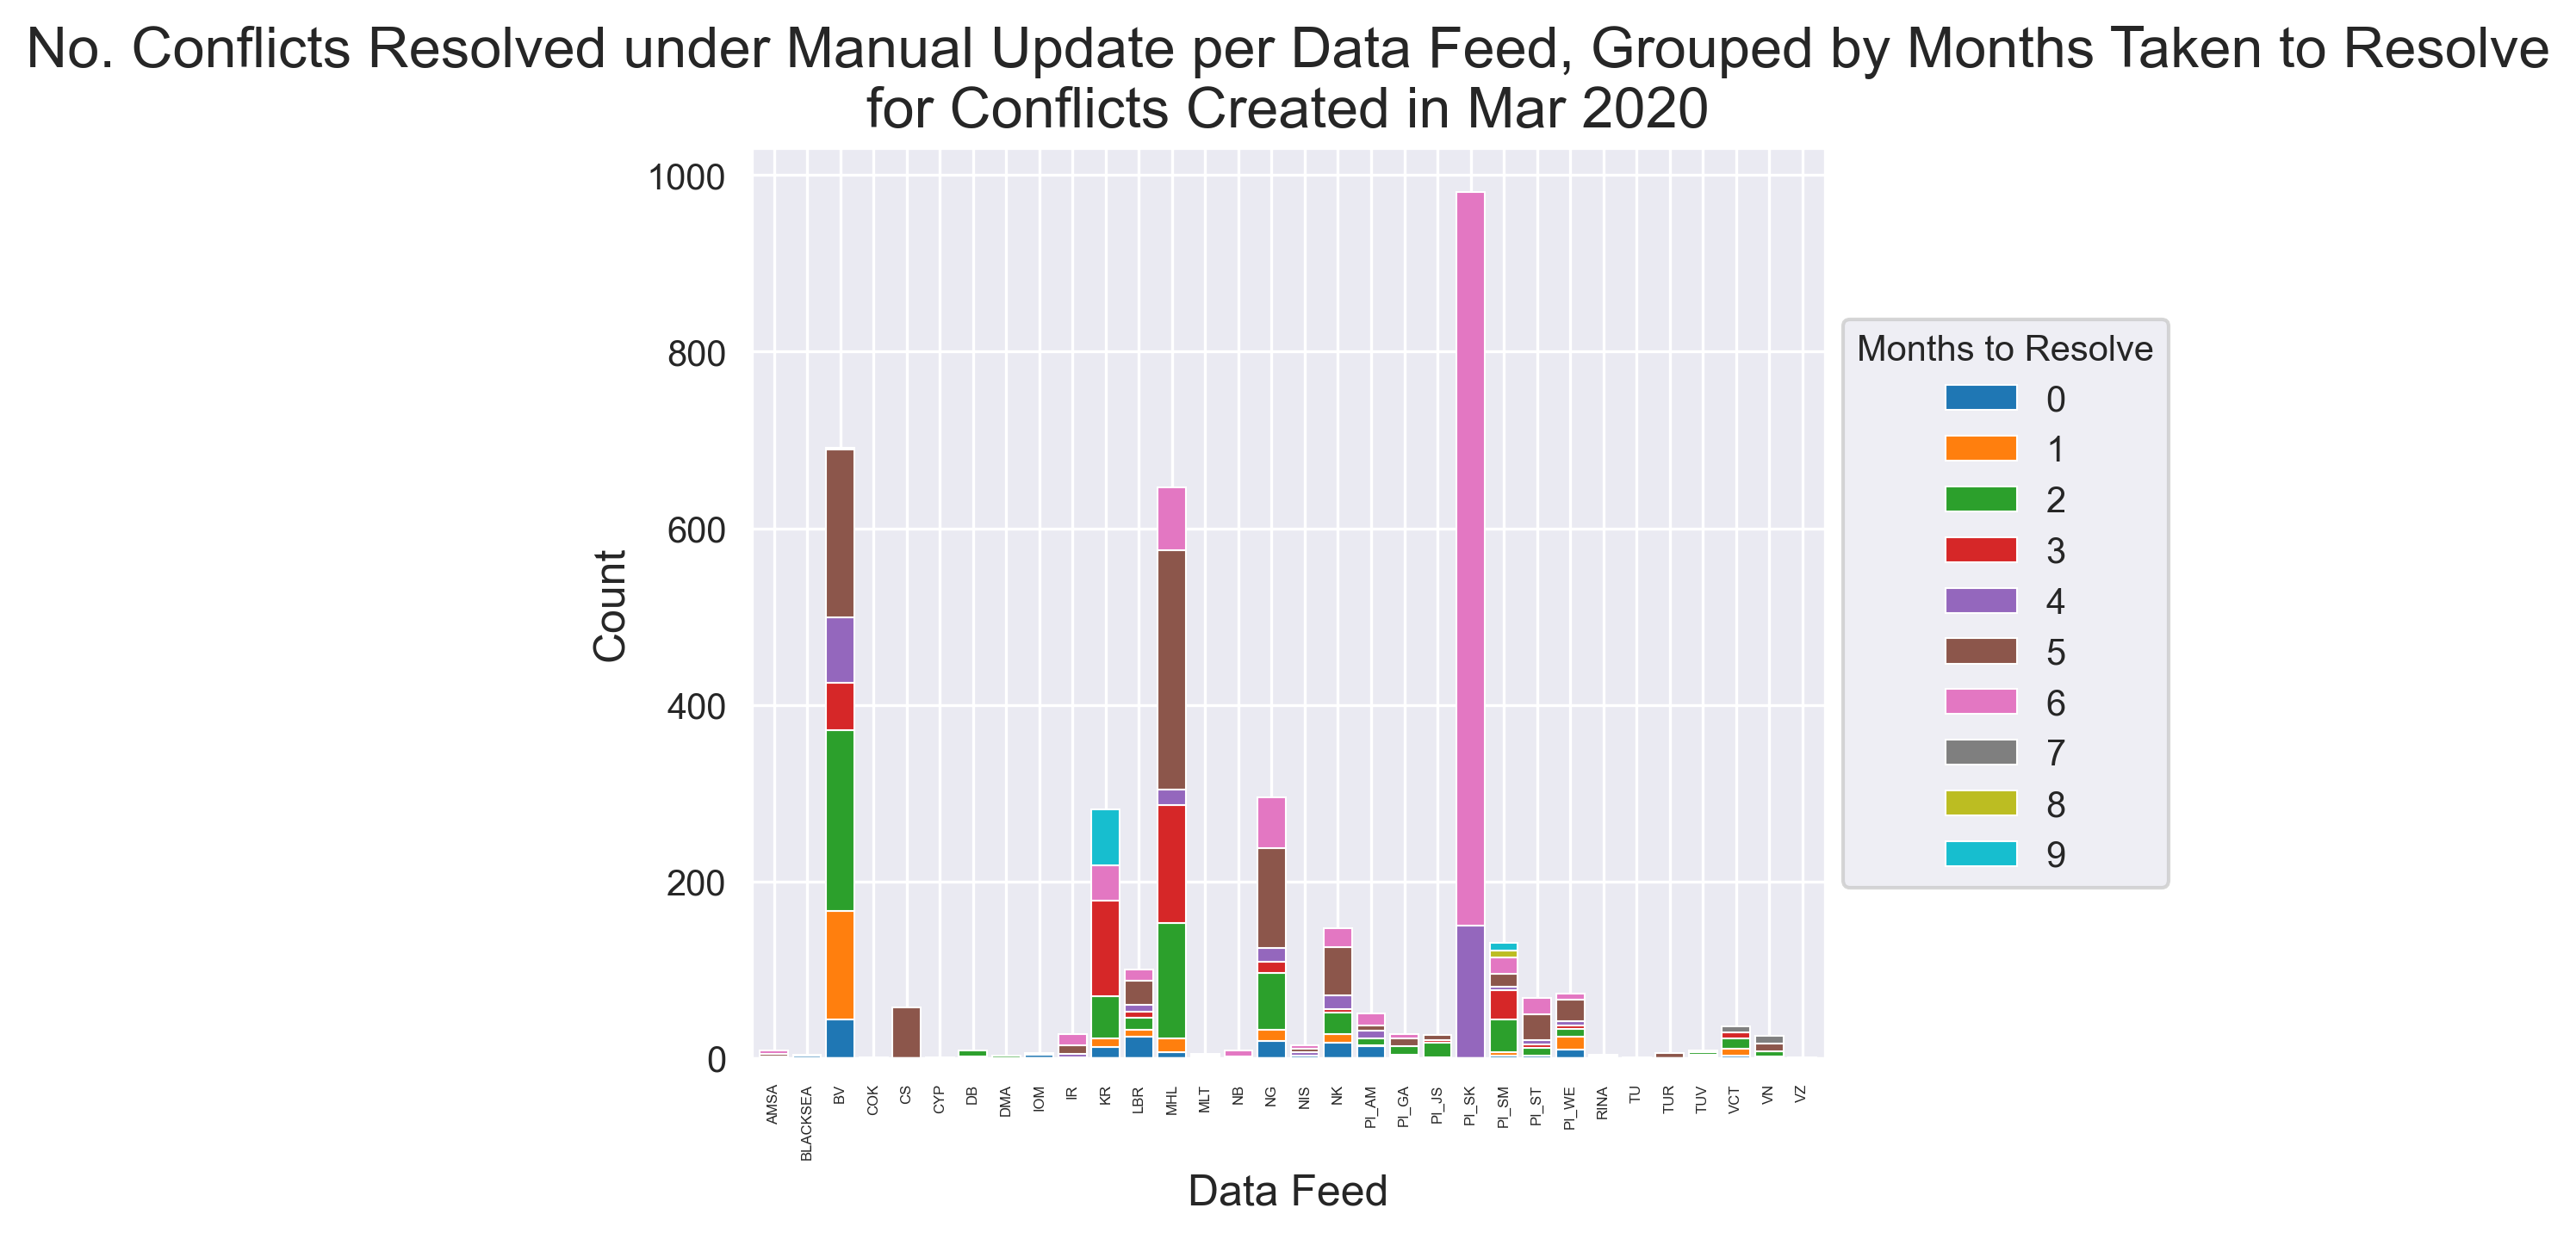 No. Conflicts Resolved under Manual Update per Data Feed, Grouped by Months Taken to Resolve
for Conflicts Created in Mar 2020
1000
800
600
400
200
0
Count
AMSA
BLACKSEA
BV
COK
CS
CYP
DB
DMA
IOM
IR
KR
LBR
MHL
MLT
NB
NG
NIS
NK
PI_AM
PI_GA
PI_JS
PI_SK
PI_SM
PI_ST
PI_WE
RINA
TU
TUR
TUV
VCT
VN
VZ
Data Feed
Months to Resolve
0
1
2
3
4
5
6
7
8
9